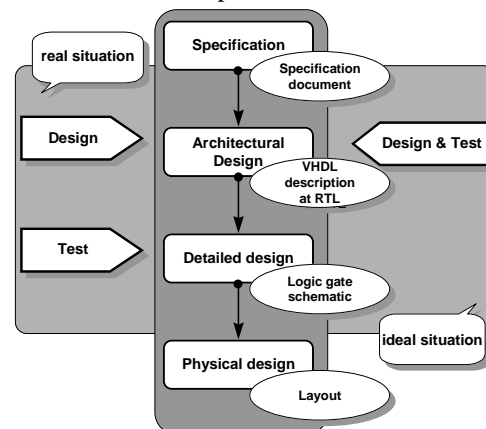 Specification
real situation
Specification
document
Design
Architectural
Design
Design & Test
VHDL
description
at RTL
Test
Detailed design
Logic gate
schematic
ideal situation
Physical design
Layout